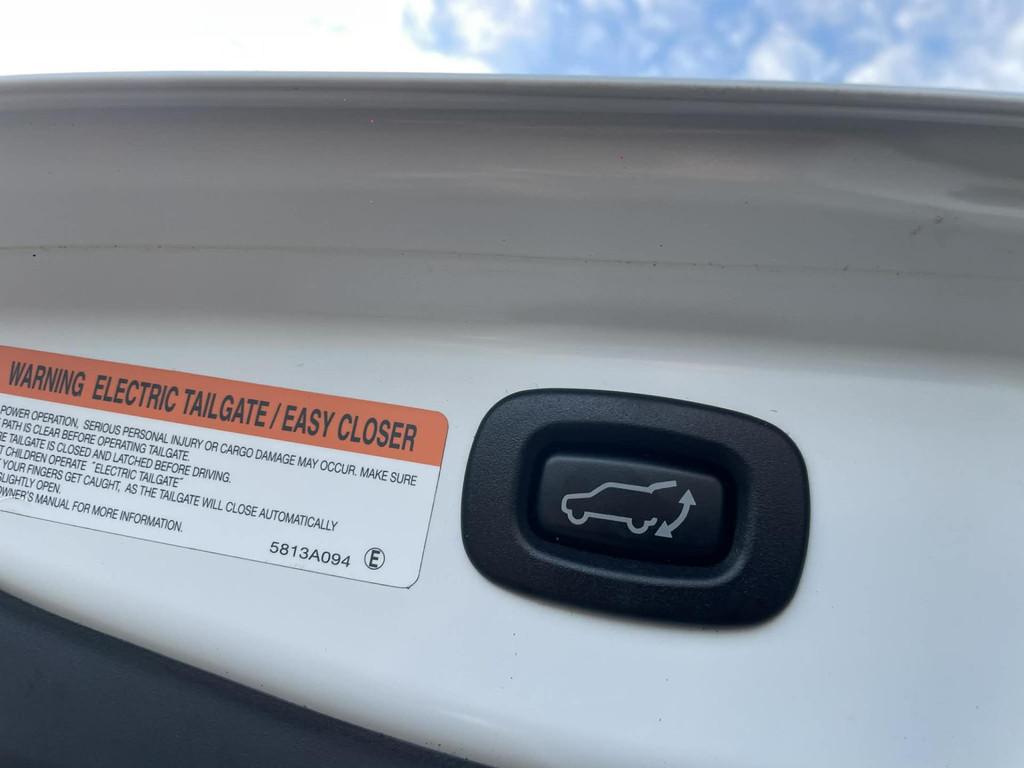 WARNING ELECTRIC TAILGATE / EASY CLOSER
POWER OPERATION, SERIOUS PERSONAL INJURY OR CARGO DAMAGE MAY OCCUR. MAKE SURE
PATH IS CLEAR BEFORE OPERATING TAILGATE.
TAILGATE IS CLOSED AND LATCHED BEFORE DRIVING.
CHILDREN OPERATE "ELECTRIC TAILGATE"
YOUR FINGERS GET CAUGHT, AS THE TAILGATE WILL CLOSE AUTOMATICALLY
SLIGHTLY OPEN.
OWNER'S MANUAL FOR MORE INFORMATION.
5813A094 E